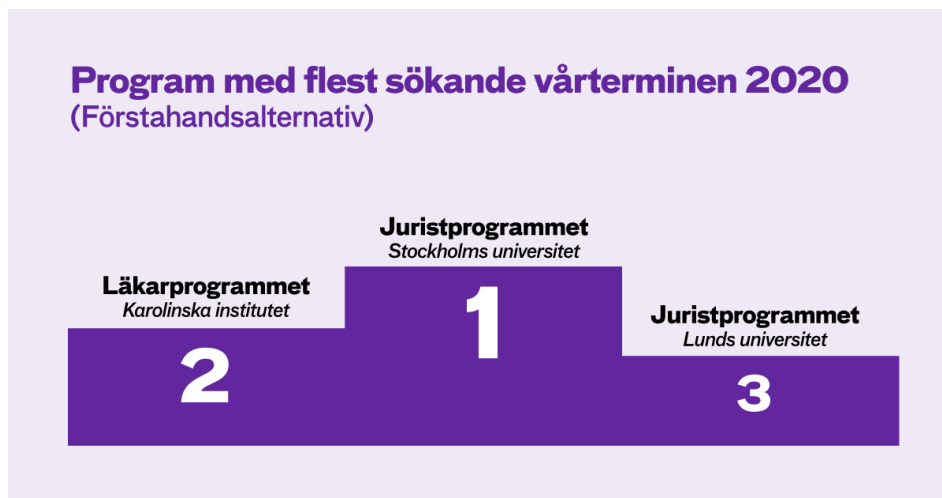 Program med flest sökande vårterminen 2020
(Förstahandsalternativ)
Juristprogrammet
Stockholms universitet
1
Läkarprogrammet
Karolinska institutet
2
Juristprogrammet
Lunds universitet
3